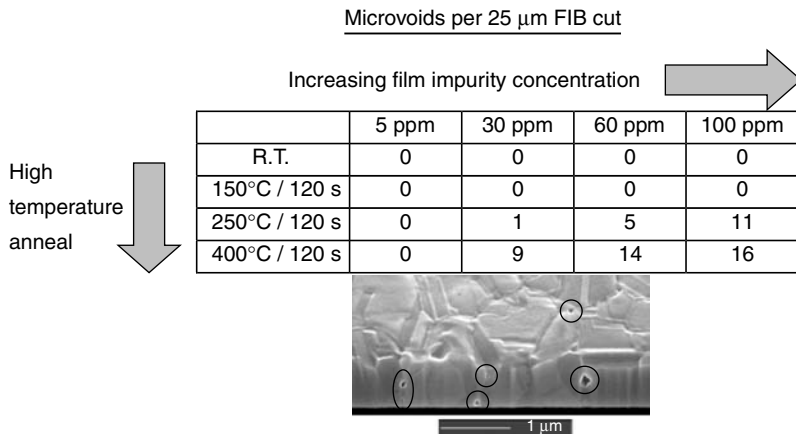 Microvoids per 25 μm FIB cut
Increasing film impurity concentration
5 ppm 30 ppm 60 ppm 100 ppm
R.T. 0 0 0 0
150°C / 120 s 0 0 0 0
250°C / 120 s 0 1 5 11
400°C / 120 s 0 9 14 16
High
temperature
anneal
1 μm